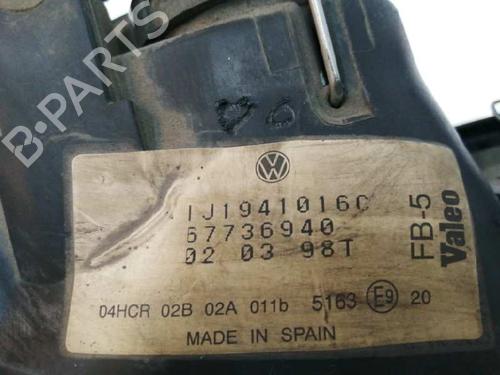 B-PARTS
1J1941016C
67736940
02 03 98T
FB-5
Valeo
04HCR 02B 02A 011b 5163 E9 20
MADE IN SPAIN